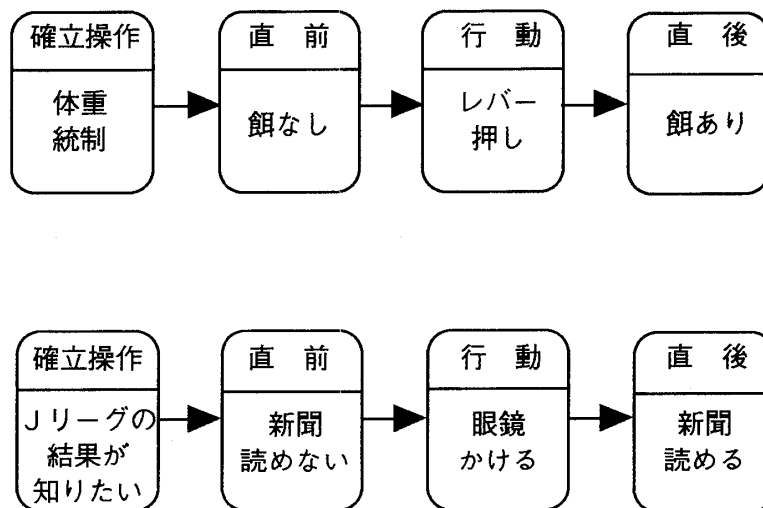 確立操作
体重
統制
直 前
餌なし
行 動
レバー
押し
直 後
餌あり
確立操作
Jリーグの
結果が
知りたい
直 前
新聞
読めない
行 動
眼鏡
かける
直 後
新聞
読める